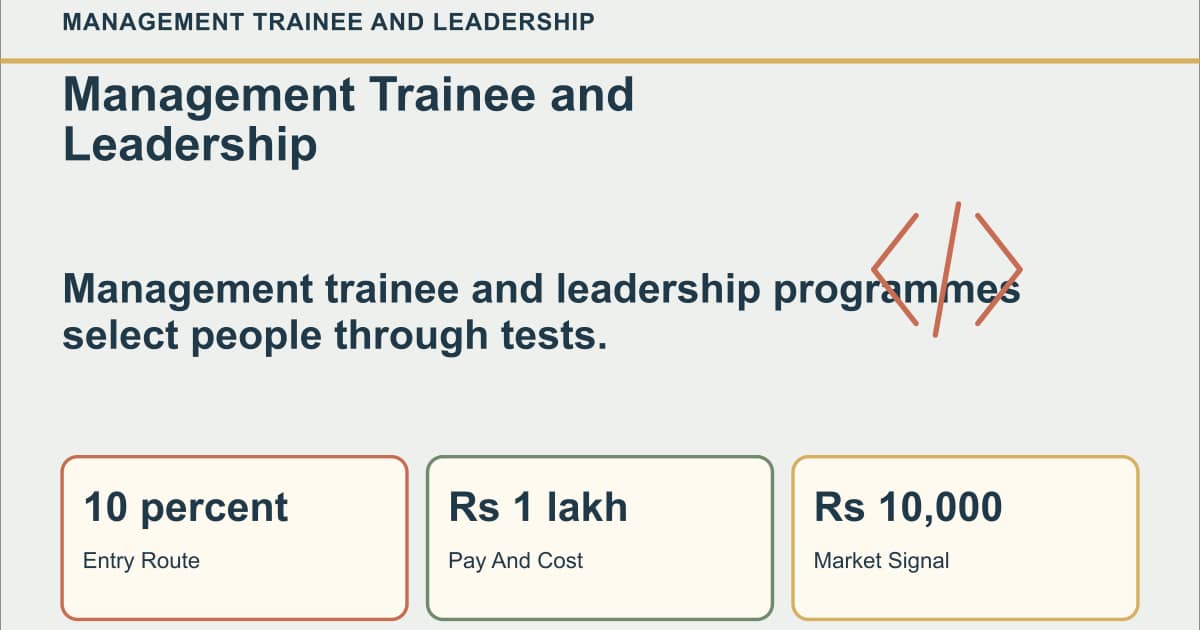 MANAGEMENT TRAINEE AND LEADERSHIP
Management Trainee and
Leadership
Management trainee and leadership programmes
select people through tests.
10 percent
Entry Route
Rs 1 lakh
Pay And Cost
Rs 10,000
Market Signal